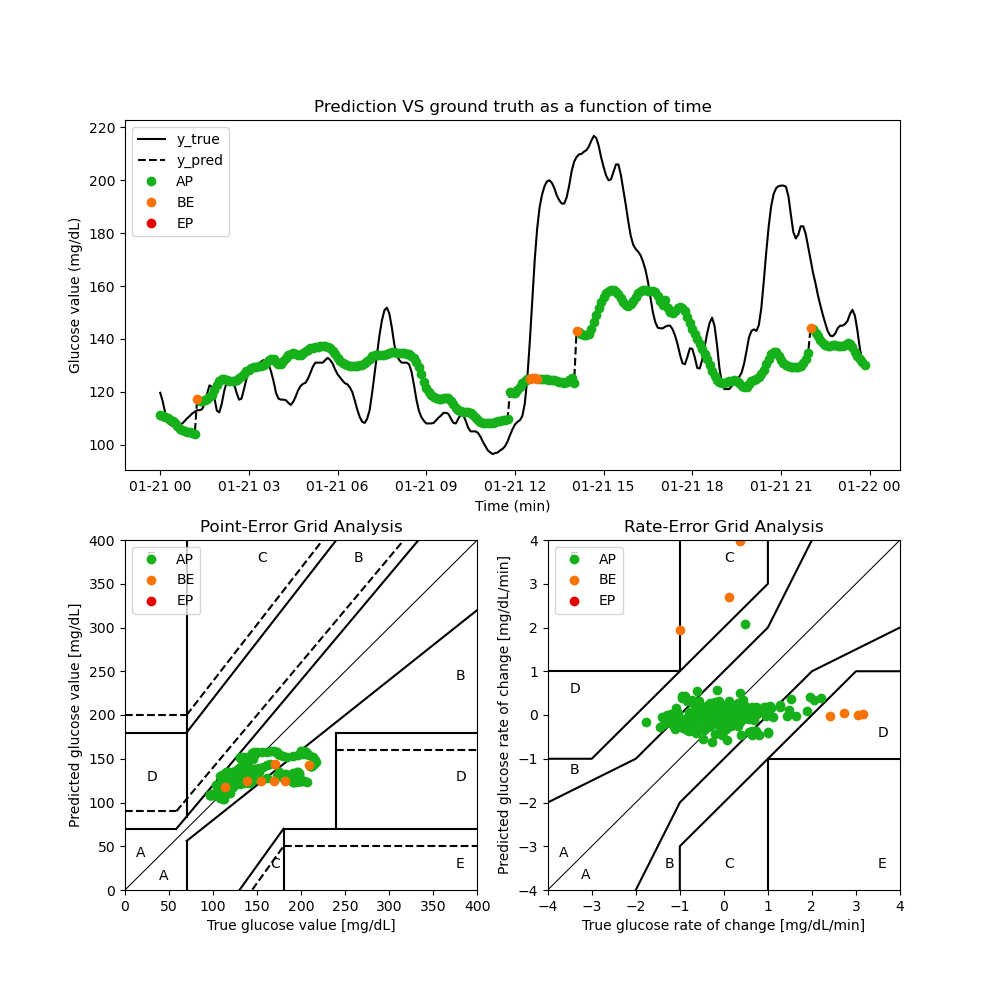 Prediction VS ground truth as a function of time
Glucose value (mg/dL)
220
200
180
160
140
120
100
y_true
y_pred
AP
BE
EP
01-21 00 01-21 03 01-21 06 01-21 09 01-21 12 01-21 15 01-21 18 01-21 21 01-22 00
Time (min)
Point-Error Grid Analysis
Predicted glucose value [mg/dL]
400
350
300
250
200
150
100
50
0
AP
BE
EP
C
B
B
D
D
A
A
C
E
0 50 100 150 200 250 300 350 400
True glucose value [mg/dL]
Rate-Error Grid Analysis
Predicted glucose rate of change [mg/dL/min]
4
3
2
1
0
−1
−2
−3
−4
AP
BE
EP
C
D
D
B
A
A
B
C
E
−4 −3 −2 −1 0 1 2 3 4
True glucose rate of change [mg/dL/min]